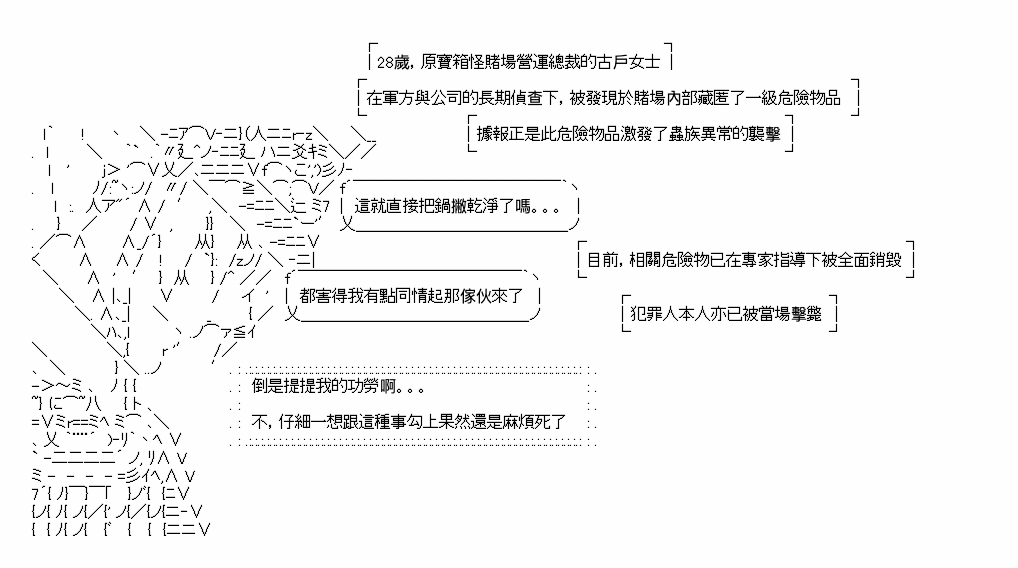 28歲，原寶箱怪賭場營運總裁的古戶女士
在軍方與公司的長期偵查下，被發現於賭場內部藏匿了一級危險物品
據報正是此危險物品激發了蟲族異常的襲擊
這就直接把鍋撇乾淨了嗎。。。
目前，相關危險物已在專家指導下被全面銷毀
都害得我有點同情起那傢伙來了
犯罪人本人亦已被當場擊斃
倒是提提我的功勞啊。。。
不，仔細一想跟這種事勾上果然還是麻煩死了